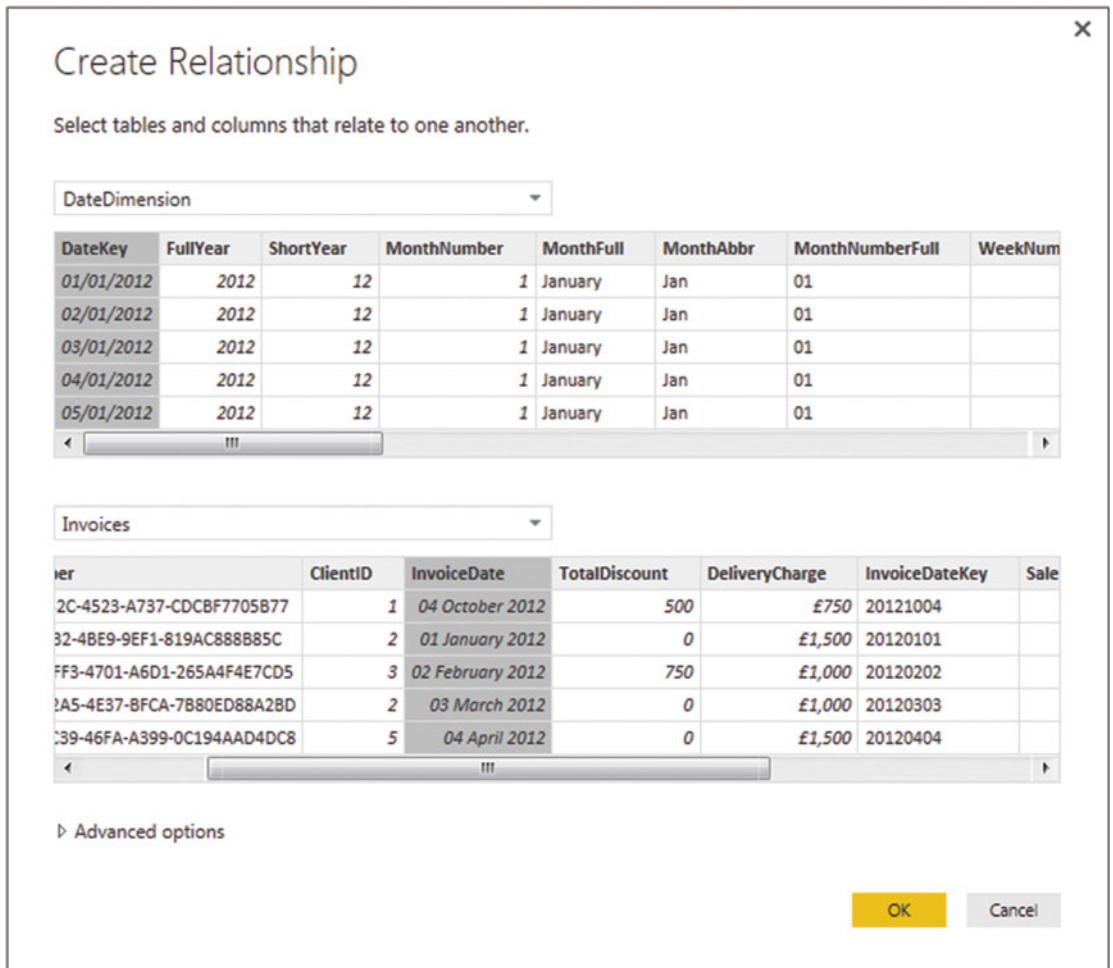 Create Relationship
Select tables and columns that relate to one another.
DateDimension
DateKey FullYear ShortYear MonthNumber MonthFull MonthAbbr MonthNumberFull WeekNum
01/01/2012 2012 12 1 January Jan 01
02/01/2012 2012 12 1 January Jan 01
03/01/2012 2012 12 1 January Jan 01
04/01/2012 2012 12 1 January Jan 01
05/01/2012 2012 12 1 January Jan 01
Invoices
ber ClientID InvoiceDate TotalDiscount DeliveryCharge InvoiceDateKey Sale
2C-4523-A737-CDCBF7705B77 1 04 October 2012 500 £750 20121004
32-4BE9-9EF1-819AC888B85C 2 01 January 2012 0 £1,500 20120101
FF3-4701-A6D1-265A4F4E7CD5 3 02 February 2012 750 £1,000 20120202
2A5-4E37-BFCA-7B80ED88A2BD 2 03 March 2012 0 £1,000 20120303
C39-46FA-A399-0C194AAD4DC8 5 04 April 2012 0 £1,500 20120404
Advanced options
OK Cancel